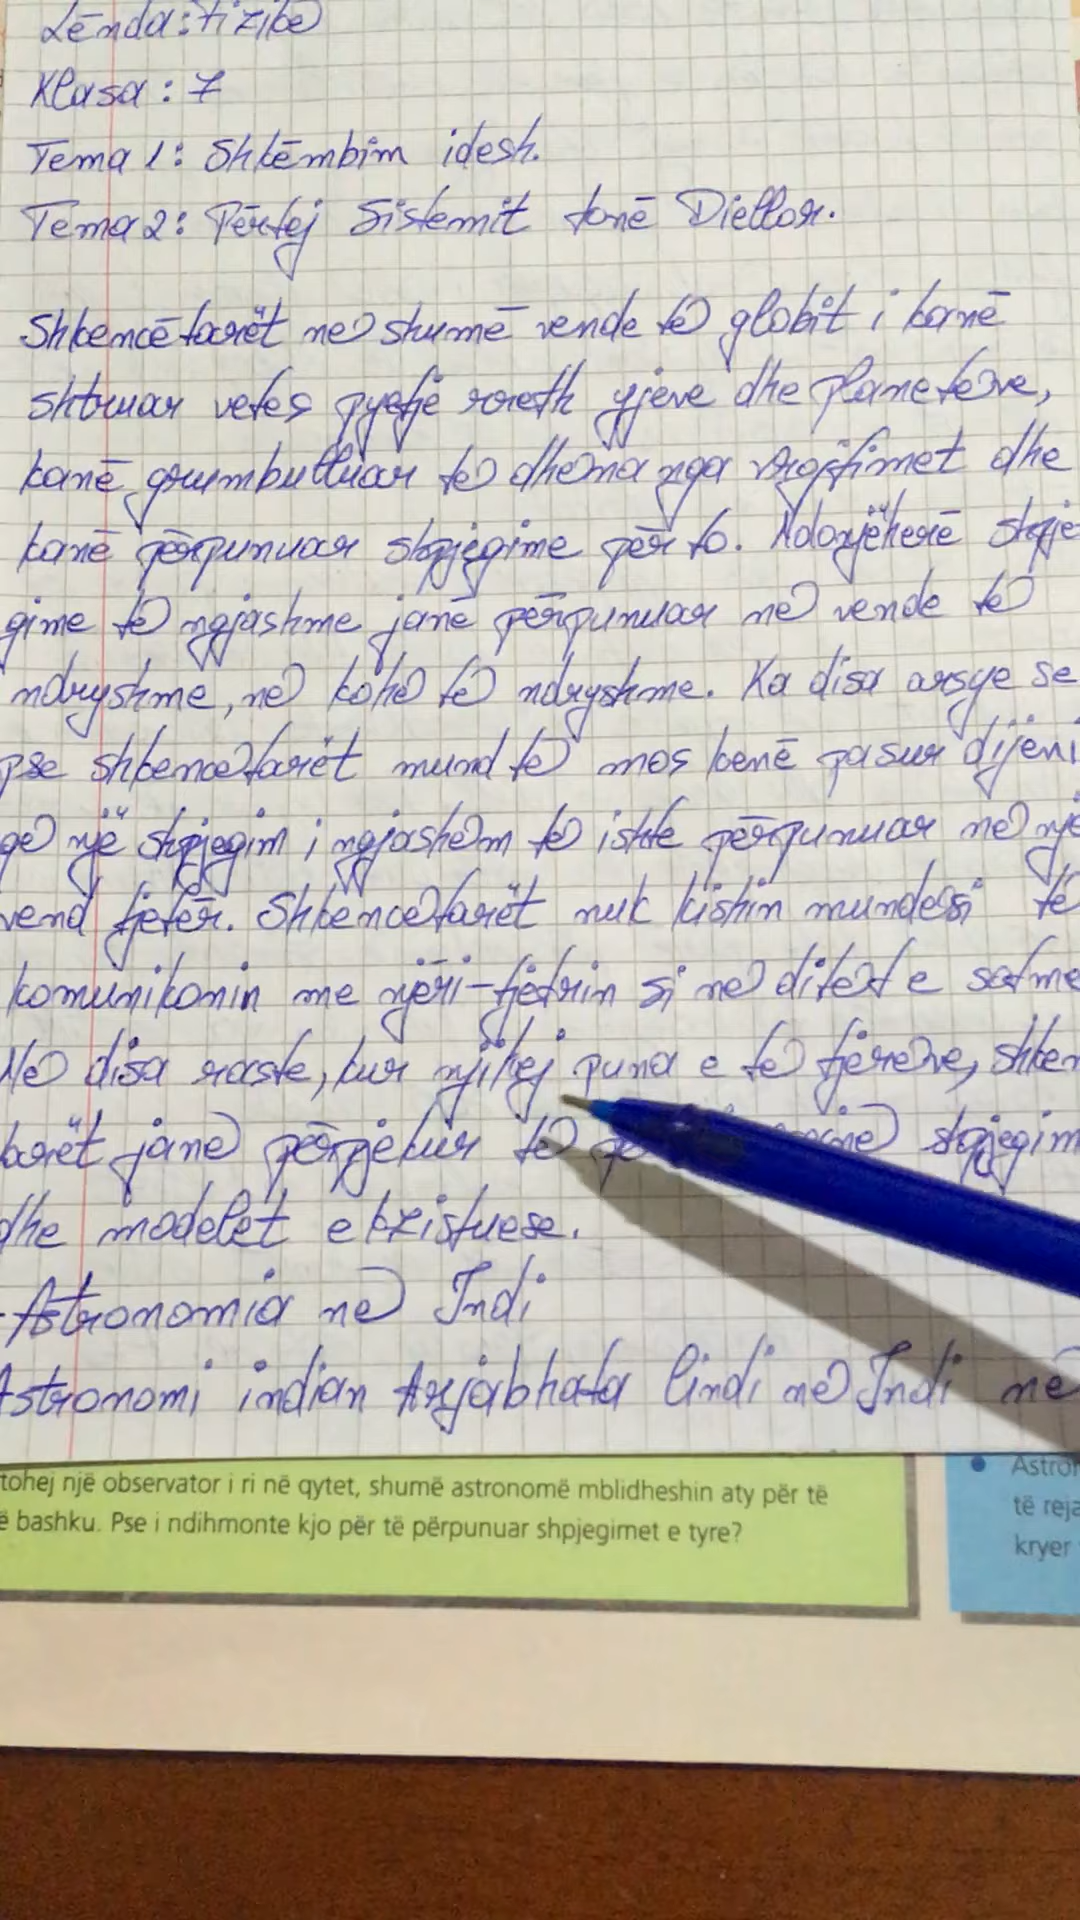 Lënda: Fizikë
Klasa: 7
Tema 1: Shkëmbim idesh.
Tema 2: Përtej Sistemit tonë Diellor.
Shkencëtarët në shumë vende të globit i kanë
shtruar vetes pyetje rreth yjeve dhe planetëve,
kanë grumbulluar të dhëna nga vrojtimet dhe
kanë përpunuar shpjegime për to. Ndonjëherë shpje
gime të ngjashme janë përpunuar në vende të
ndryshme, në kohë të ndryshme. Ka disa arsye se
pse shkencëtarët mund të mos kenë pasur dijeni
që një shpjegim i ngjashëm të ishte përpunuar në një
vend tjetër. Shkencëtarët nuk kishin mundësi të
komunikonin me njëri-tjetrin si në ditët e sotme
Në disa raste, kur njihej puna e të tjerëve, shken
tarët janë përpjekur të shpjegim
dhe modelet ekzistuese.
- Astronomia në Indi
Astronomi indian Arjabhata lindi në Indi në
tohej një observator i ri në qytet, shumë astronomë mblidheshin aty për të
ë bashku. Pse i ndihmonte kjo për të përpunuar shpjegimet e tyre?
• Astron
të reja
kryer